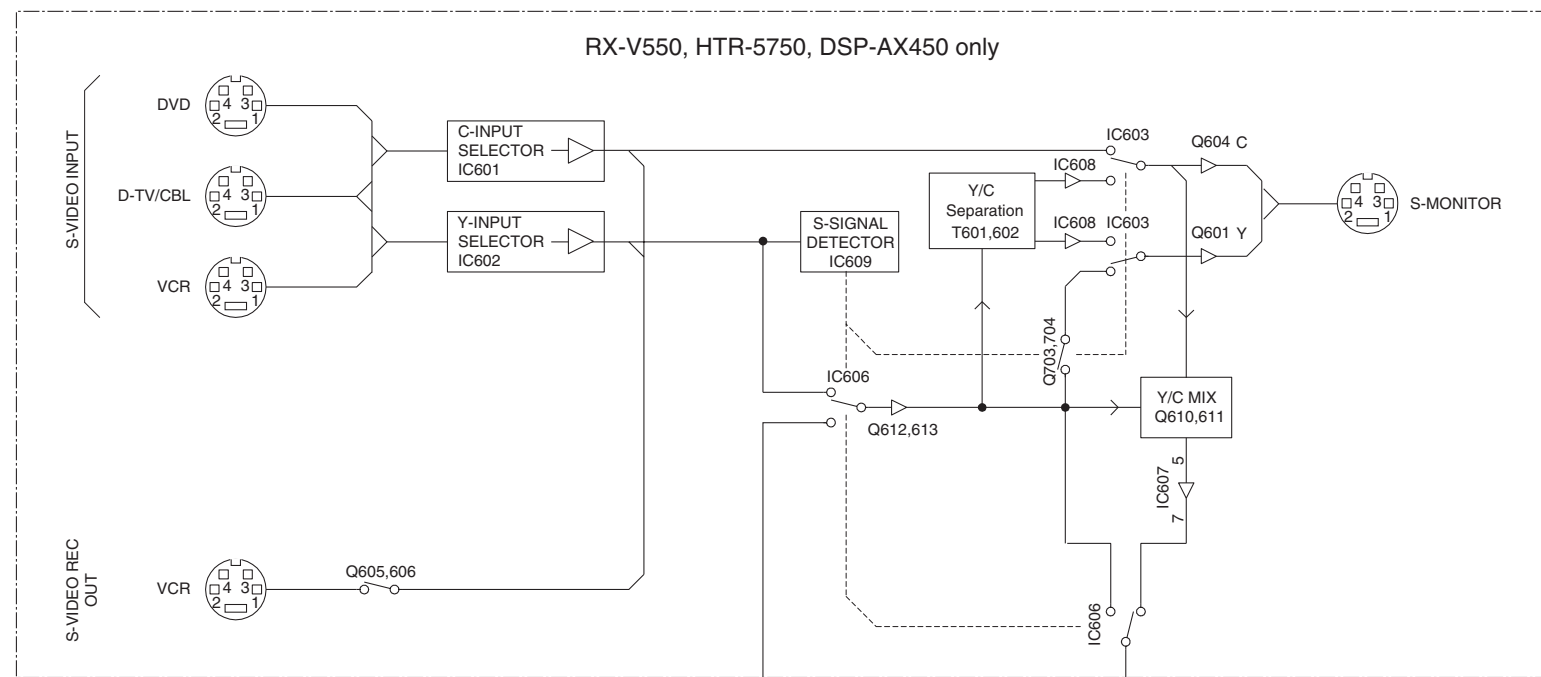 RX-V550, HTR-5750, DSP-AX450 only
S-VIDEO INPUT
DVD
4 3
2 1
D-TV/CBL
4 3
2 1
VCR
4 3
2 1
C-INPUT
SELECTOR
IC601
Y-INPUT
SELECTOR
IC602
S-SIGNAL
DETECTOR
IC609
Y/C
Separation
T601,602
IC608
IC603
IC608
IC603
Q604 C
Q601 Y
4 3
2 1
S-MONITOR
Q703,704
IC606
Q612,613
Y/C MIX
Q610,611
5
IC607
7
IC606
S-VIDEO REC
OUT
VCR
4 3
2 1
Q605,606